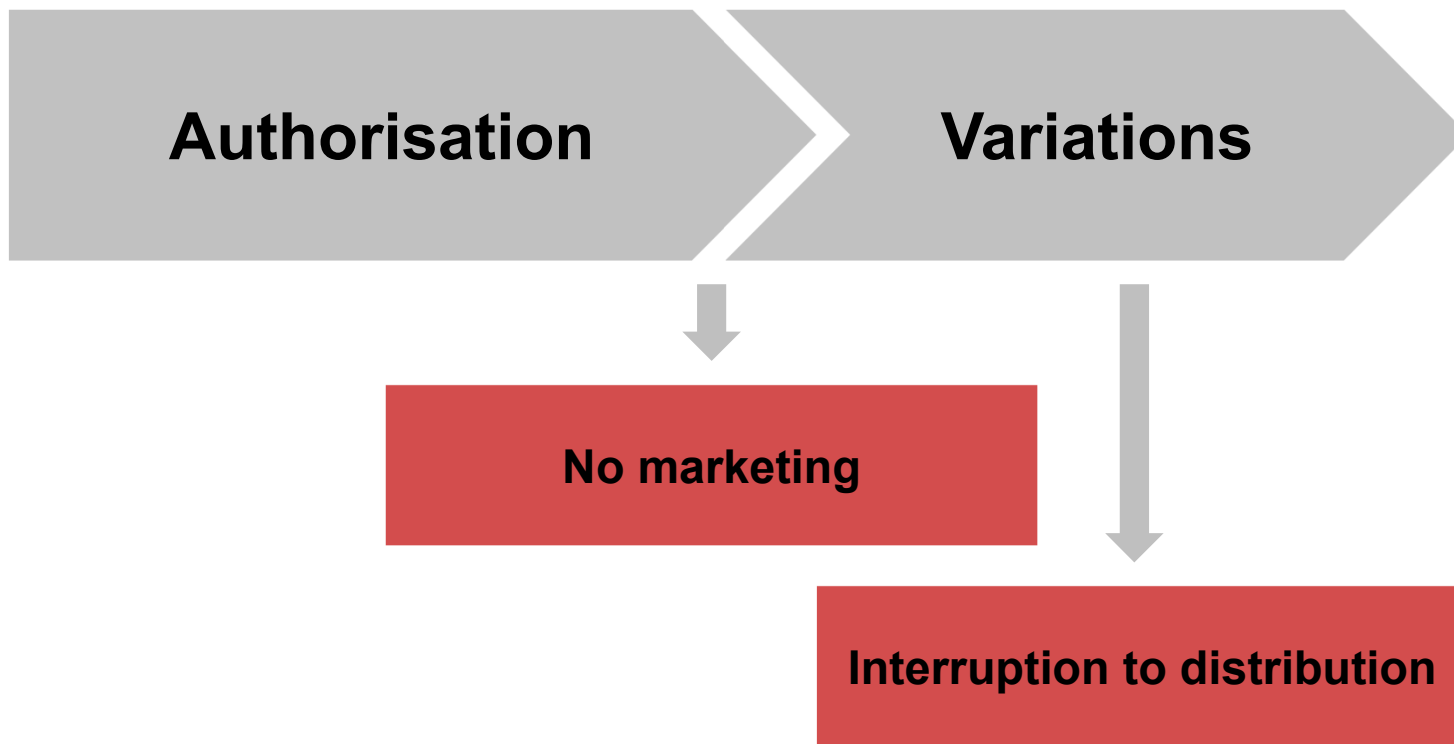 Authorisation
Variations
No marketing
Interruption to distribution